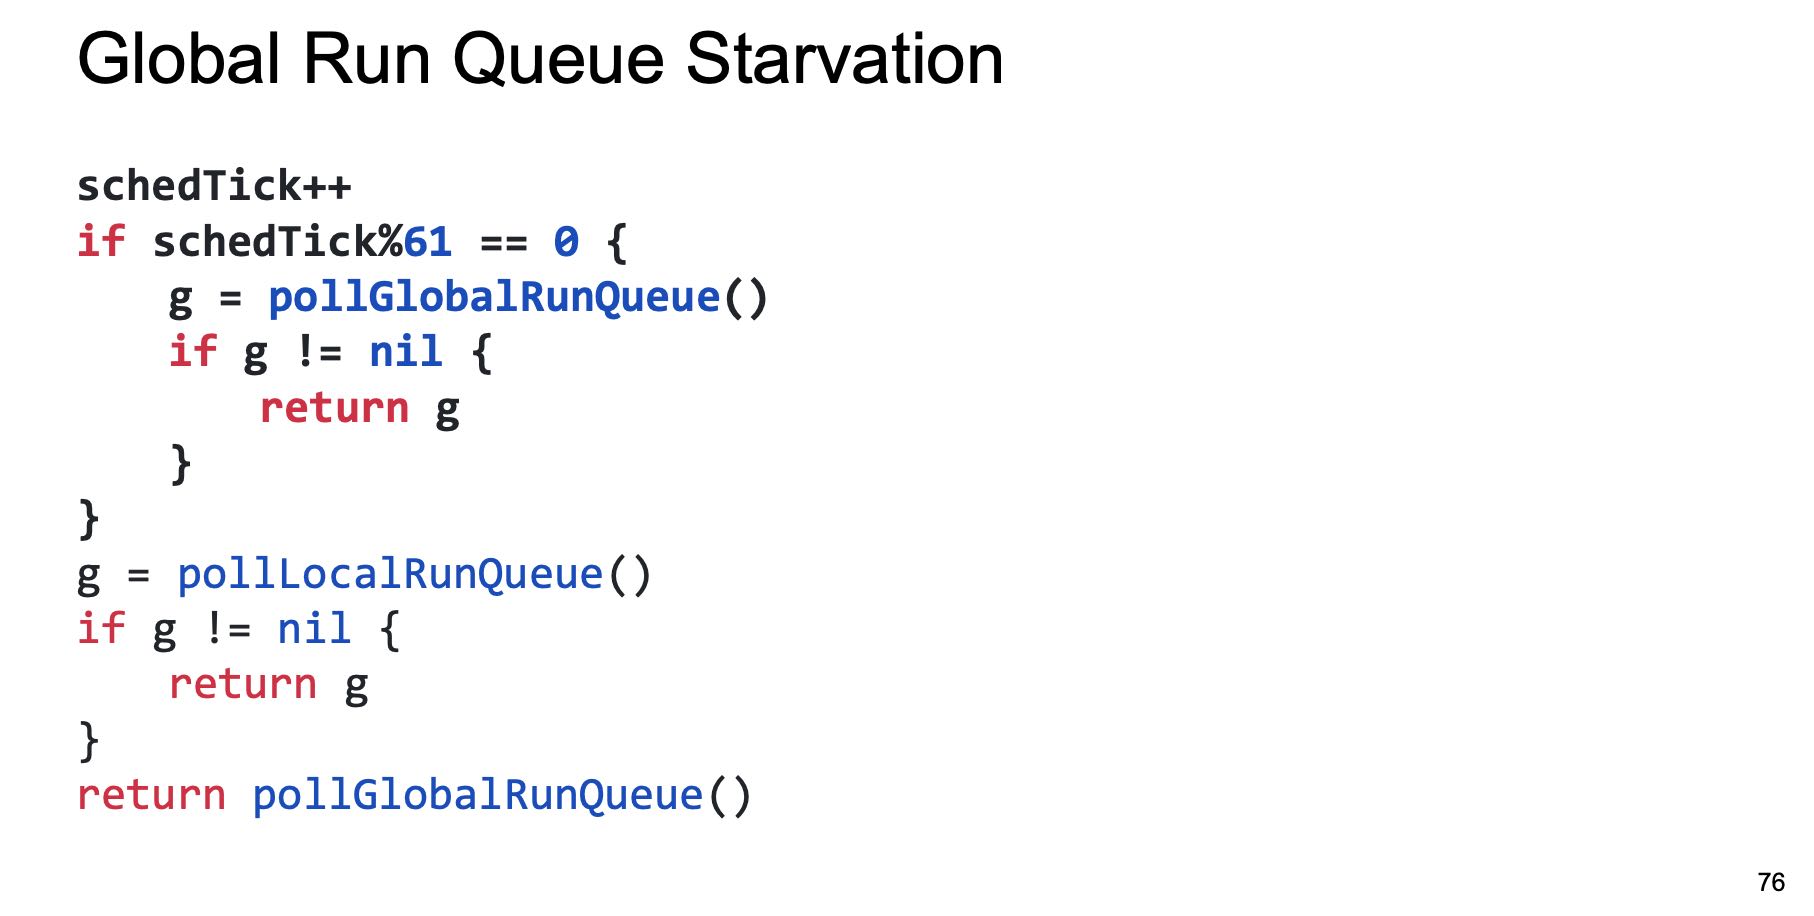 Global Run Queue Starvation
schedTick++
if schedTick%61 == 0 {
    g = pollGlobalRunQueue()
    if g != nil {
        return g
    }
}
g = pollLocalRunQueue()
if g != nil {
    return g
}
return pollGlobalRunQueue()
76